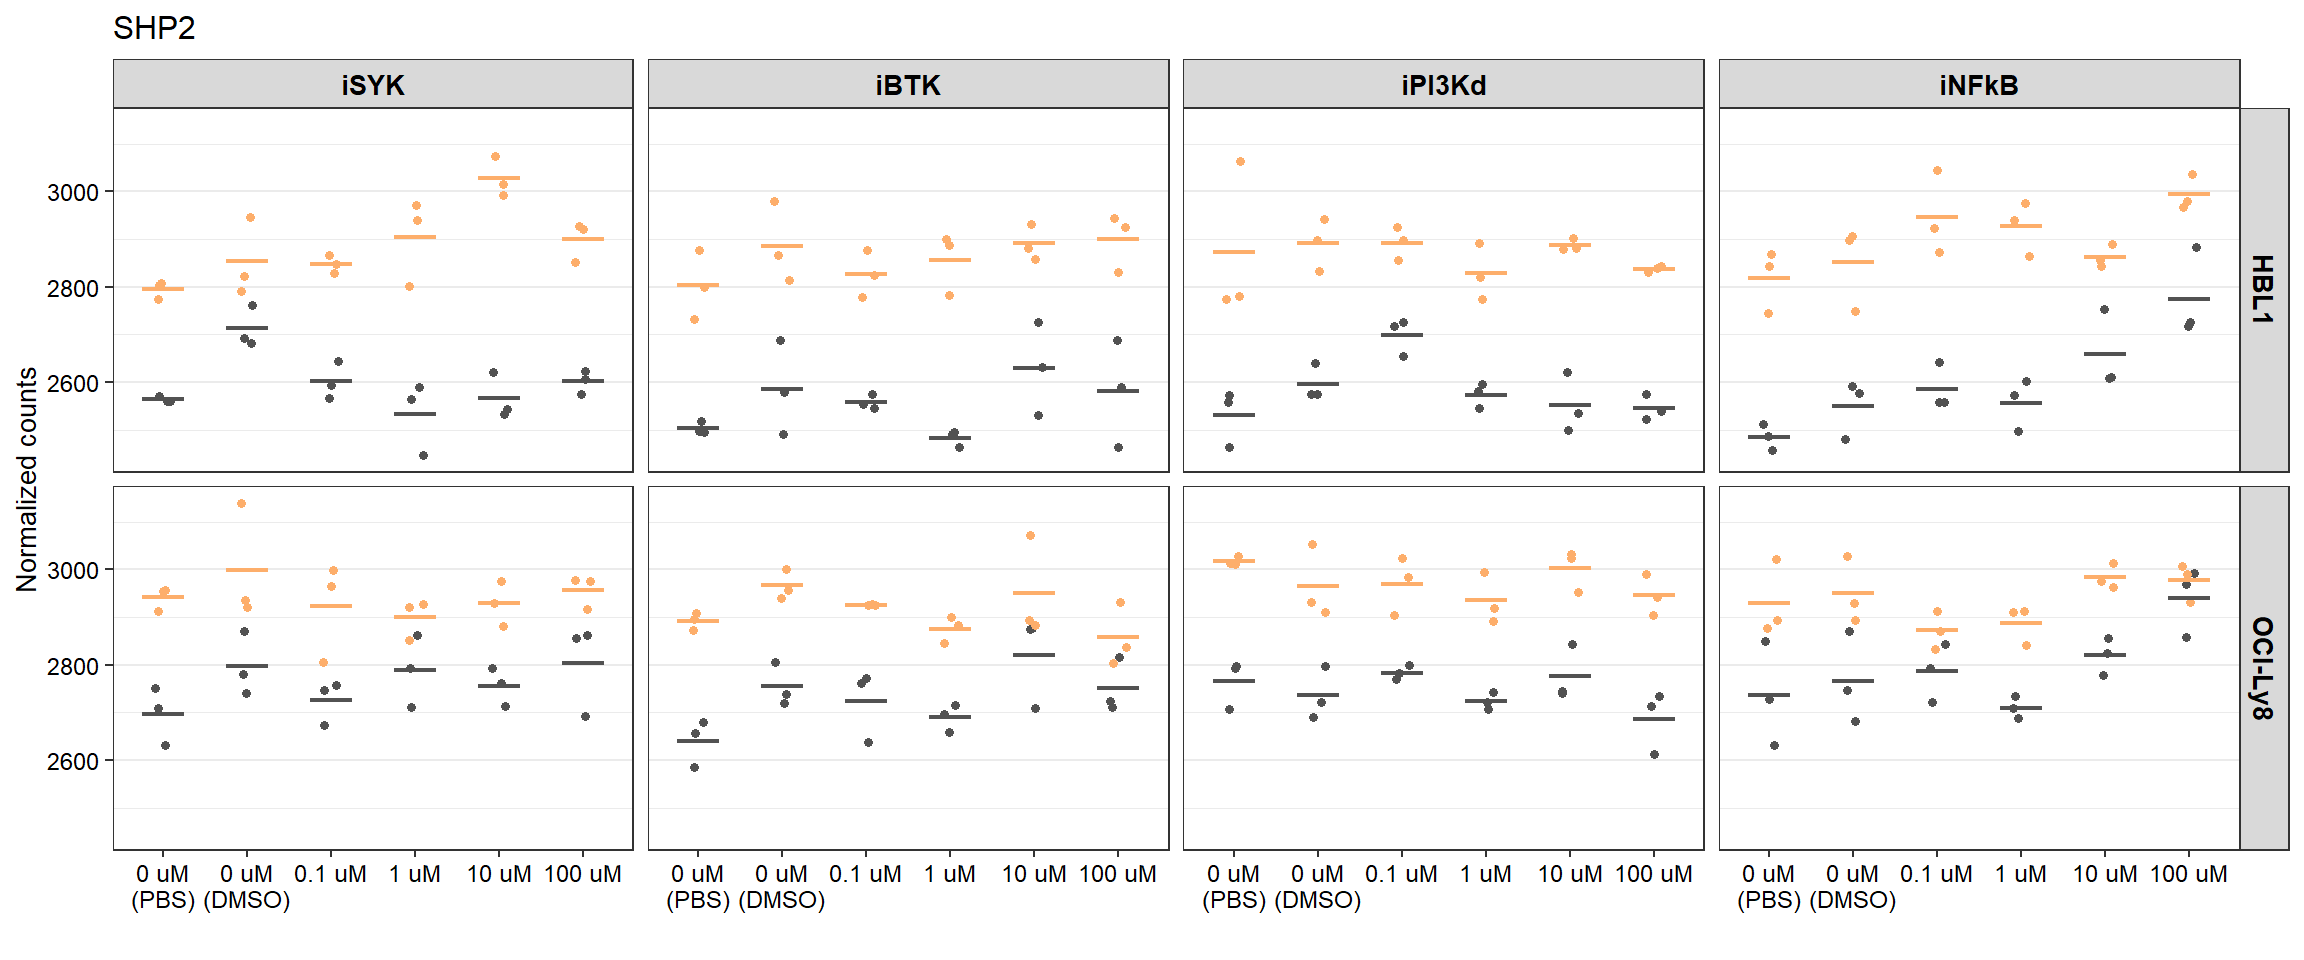 SHP2
iSYK
iBTK
iPI3Kd
iNFkB
Normalized counts
3000
2800
2600
HBL1
3000
2800
2600
OCI-Ly8
0 uM (PBS) 0 uM (DMSO) 0.1 uM 1 uM 10 uM 100 uM
0 uM (PBS) 0 uM (DMSO) 0.1 uM 1 uM 10 uM 100 uM
0 uM (PBS) 0 uM (DMSO) 0.1 uM 1 uM 10 uM 100 uM
0 uM (PBS) 0 uM (DMSO) 0.1 uM 1 uM 10 uM 100 uM